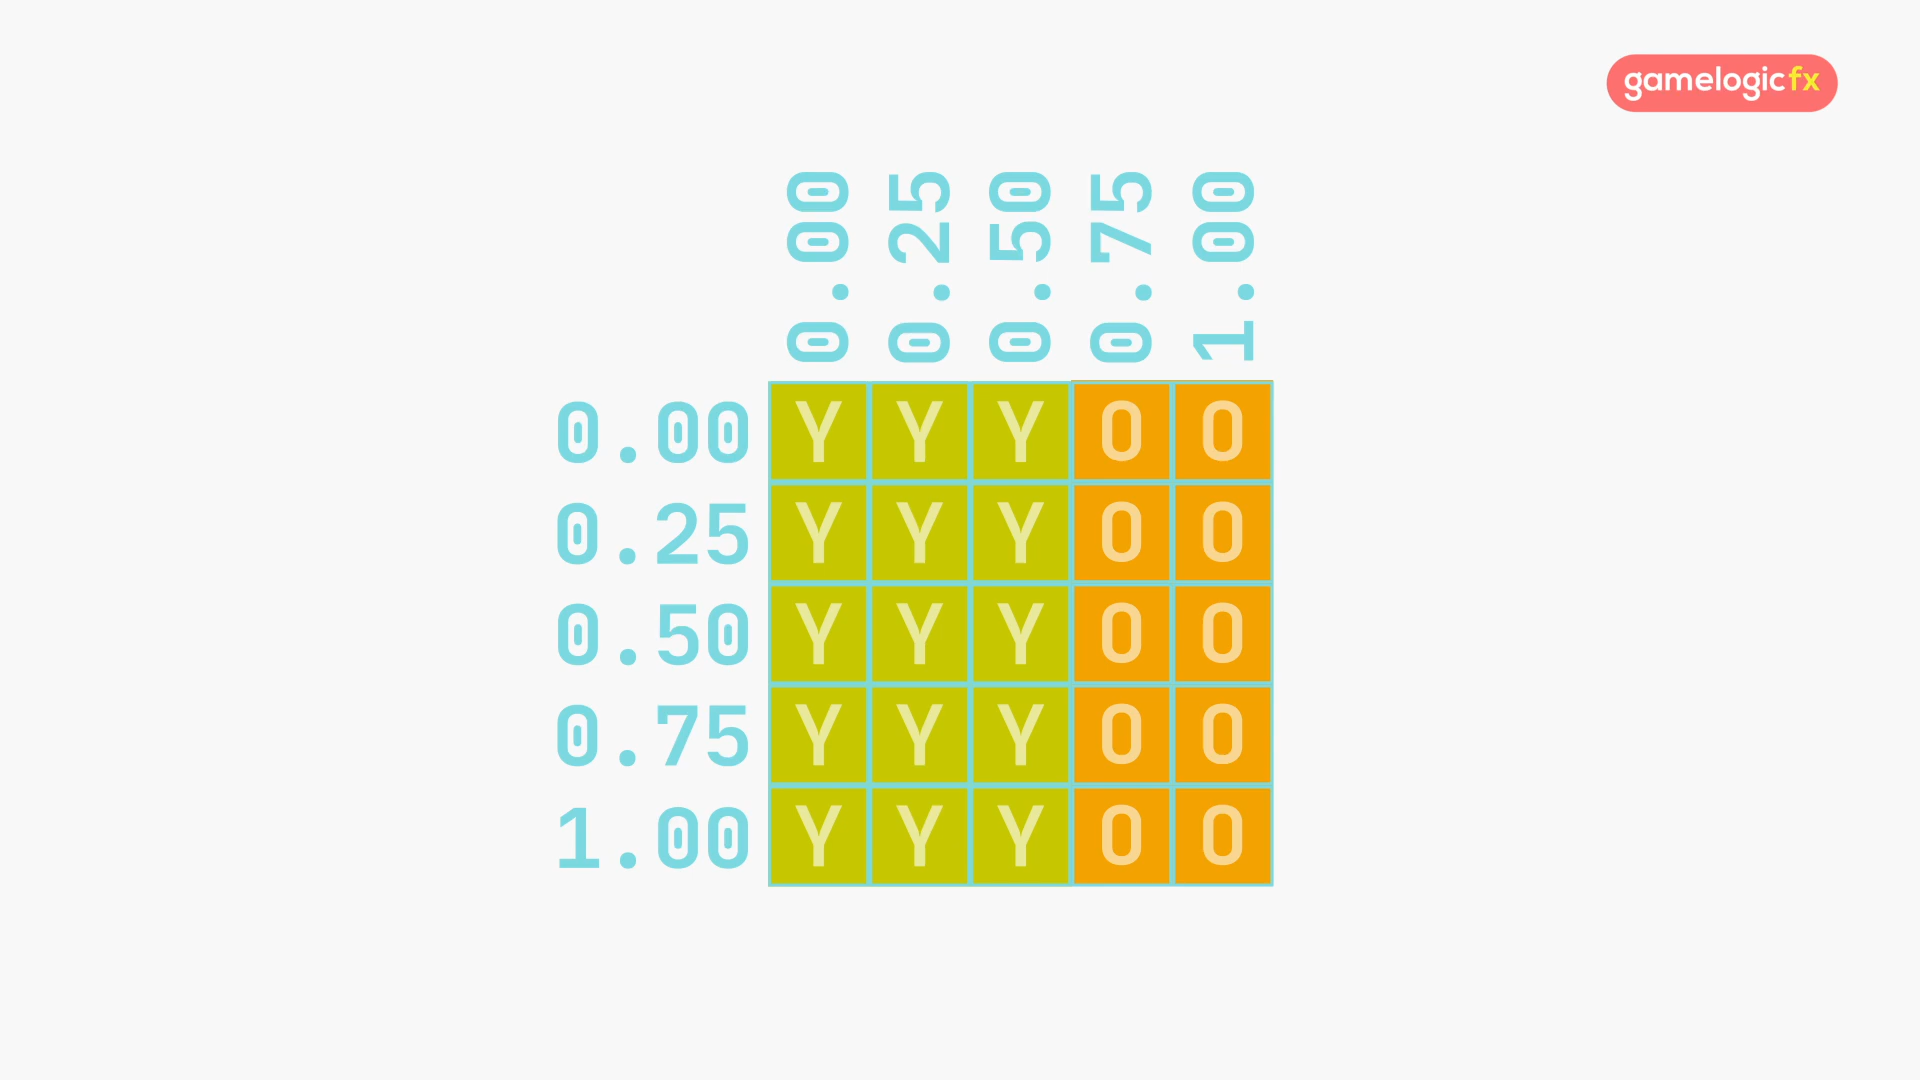 gamelogicfx
0.00 0.25 0.50 0.75 1.00
0.00 Y Y Y O O
0.25 Y Y Y O O
0.50 Y Y Y O O
0.75 Y Y Y O O
1.00 Y Y Y O O